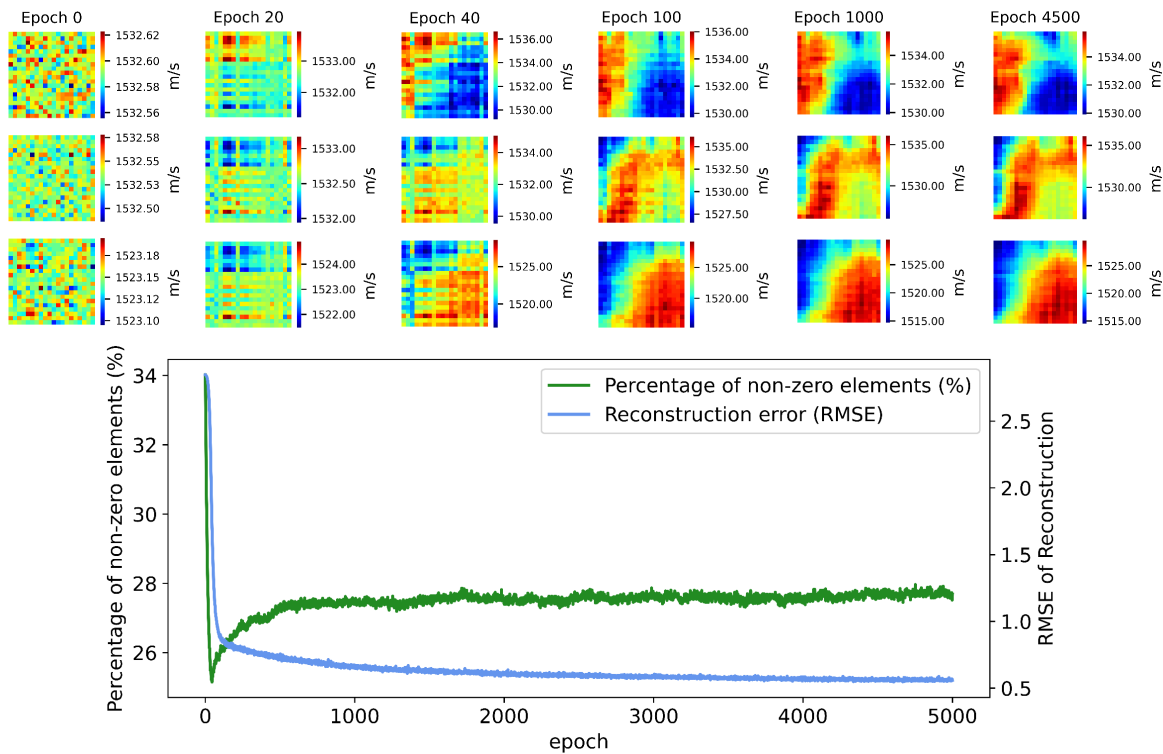 Epoch 0 Epoch 20 Epoch 40 Epoch 100 Epoch 1000 Epoch 4500
1532.62 1532.60 1532.58 1532.56 m/s
1533.00 1532.00 m/s
1536.00 1534.00 1532.00 1530.00 m/s
1536.00 1534.00 1532.00 1530.00 m/s
1534.00 1532.00 1530.00 m/s
1534.00 1532.00 1530.00 m/s
1532.58 1532.55 1532.53 1532.50 m/s
1533.00 1532.50 1532.00 m/s
1534.00 1532.00 1530.00 m/s
1535.00 1532.50 1530.00 1527.50 m/s
1535.00 1530.00 m/s
1535.00 1530.00 m/s
1523.18 1523.15 1523.12 1523.10 m/s
1524.00 1523.00 1522.00 m/s
1525.00 1520.00 m/s
1525.00 1520.00 m/s
1525.00 1520.00 1515.00 m/s
1525.00 1520.00 1515.00 m/s
Percentage of non-zero elements (%)
34
32
30
28
26
Percentage of non-zero elements (%)
Reconstruction error (RMSE)
2.5
2.0
1.5
1.0
0.5
RMSE of Reconstruction
0 1000 2000 3000 4000 5000
epoch